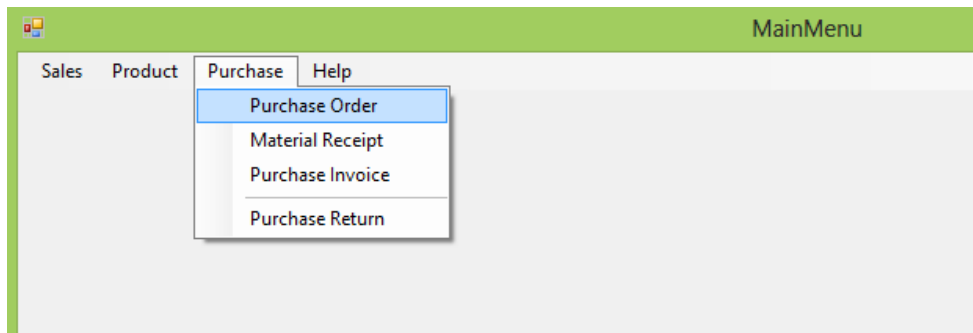 MainMenu
Sales Product Purchase Help
Purchase Order
Material Receipt
Purchase Invoice
Purchase Return